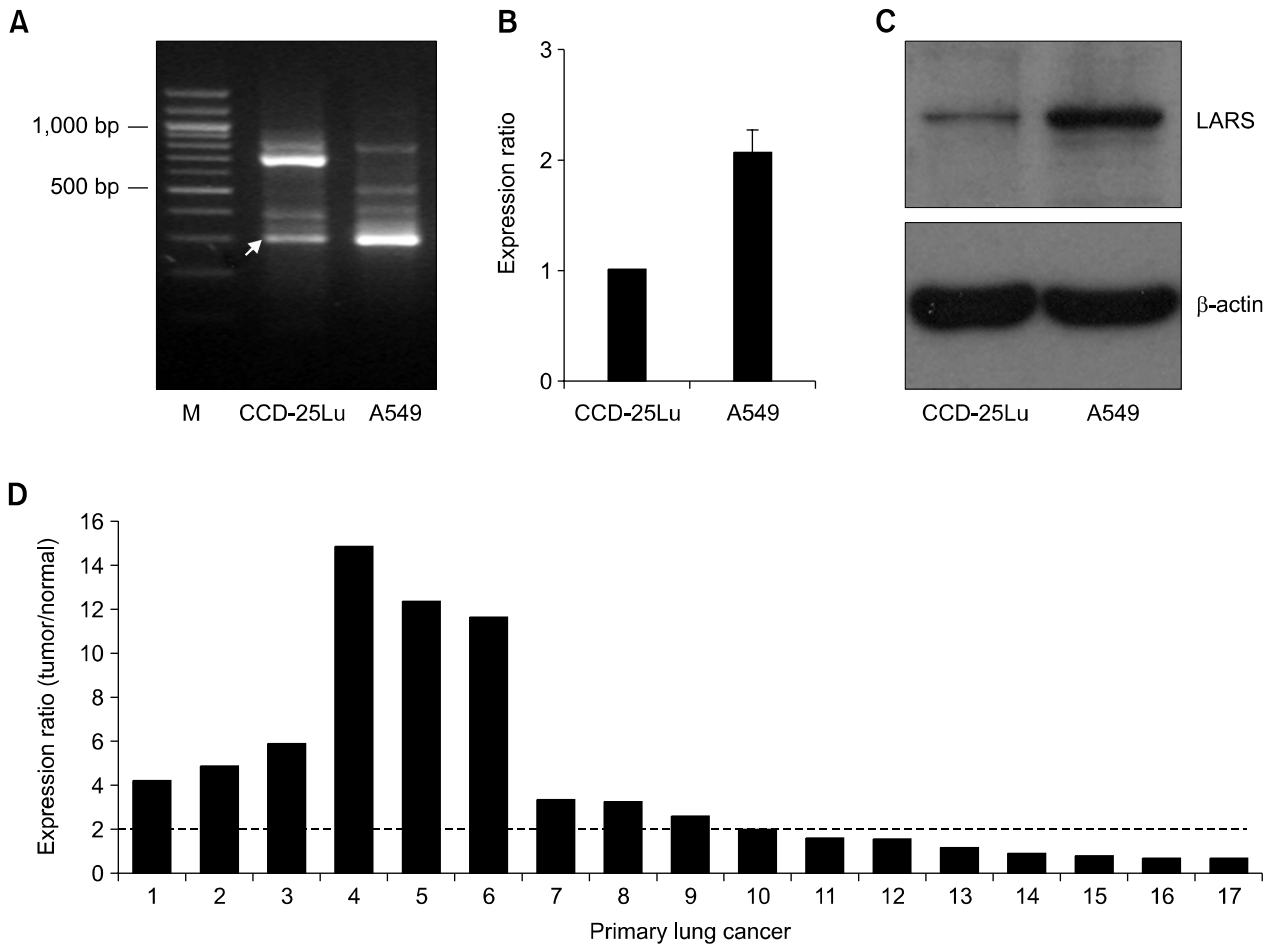 A
1,000 bp
500 bp
M CCD-25Lu A549
B
Expression ratio
3
2
1
0
CCD-25Lu A549
C
LARS
β-actin
CCD-25Lu A549
D
Expression ratio (tumor/normal)
16
14
12
10
8
6
4
2
0
1 2 3 4 5 6 7 8 9 10 11 12 13 14 15 16 17
Primary lung cancer